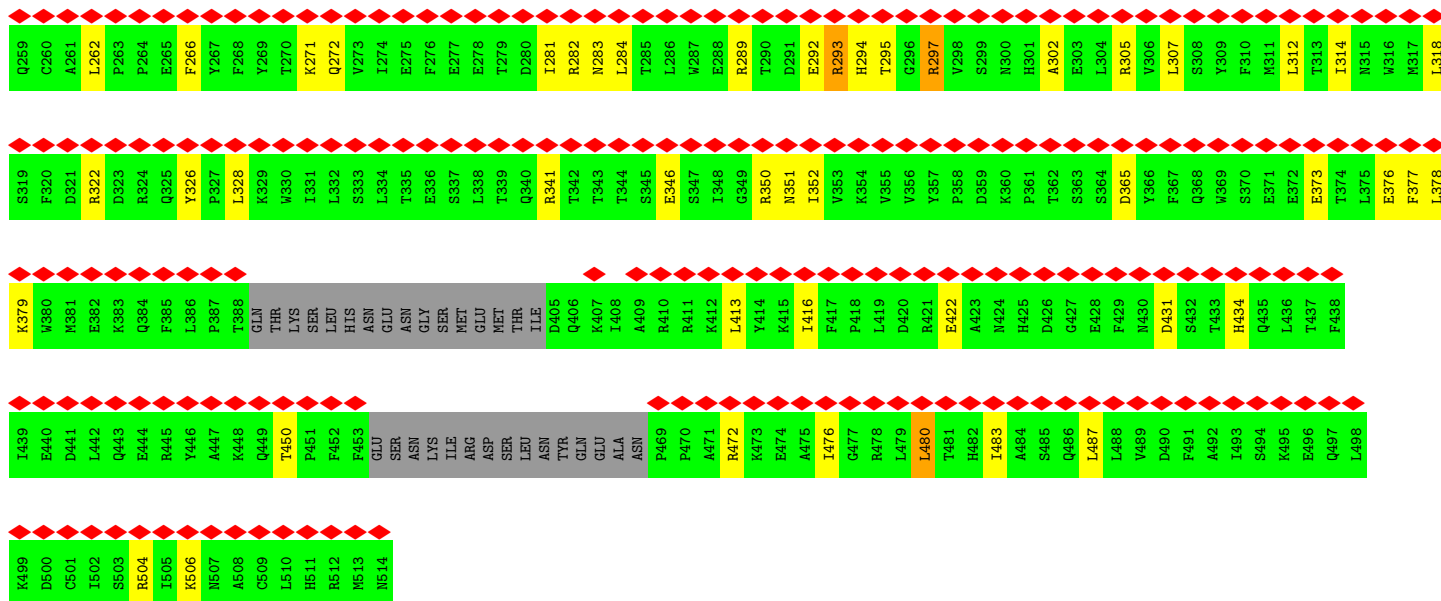 Q259 C260 A261 L262 P263 P264 E265 F266 Y267 F268 Y269 T270 K271 Q272 V273 I274 E275 F276 E277 E278 T279 D280 I281 R282 N283 L284 T285 L286 W287 E288 R289 T290 D291 E292 R293 H294 T295 G296 R297 V298 S299 N300 H301 A302 E303 L304 R305 V306 L307 S308 Y309 F310 M311 L312 T313 I314 N315 W316 M317 L318
S319 F320 D321 R322 D323 R324 Q325 Y326 P327 L328 K329 W330 I331 L332 S333 L334 T335 E336 S337 L338 T339 Q340 R341 T342 T343 T344 S345 E346 S347 I348 G349 R350 N351 I352 V353 K354 V355 V356 Y357 P358 D359 K360 P361 T362 S363 S364 D365 Y366 F367 Q368 W369 S370 E371 E372 E373 T374 L375 E376 F377 L378
K379 W380 M381 E382 K383 Q384 F385 L386 P387 T388 GLN THR LYS SER LEU HIS ASN GLU ASN GLY SER MET GLU MET THR ILE D405 Q406 K407 I408 A409 R410 R411 K412 L413 Y414 K415 I416 F417 P418 L419 D420 R421 E422 A423 N424 H425 D426 G427 E428 F429 N430 D431 S432 T433 H434 Q435 L436 T437 F438
I439 E440 D441 L442 Q443 E444 R445 Y446 A447 K448 Q449 T450 P451 F452 F453 GLU SER ASN LYS ILE ARG ASP SER LEU ASN TYR GLN GLU ALA ASN P469 P470 A471 R472 K473 E474 A475 I476 G477 R478 L479 L480 T481 H482 I483 A484 S485 Q486 L487 L488 V489 D490 F491 A492 I493 S494 K495 E496 Q497 L498
K499 D500 C501 I502 S503 R504 I505 K506 N507 A508 C509 L510 H511 R512 M513 N514